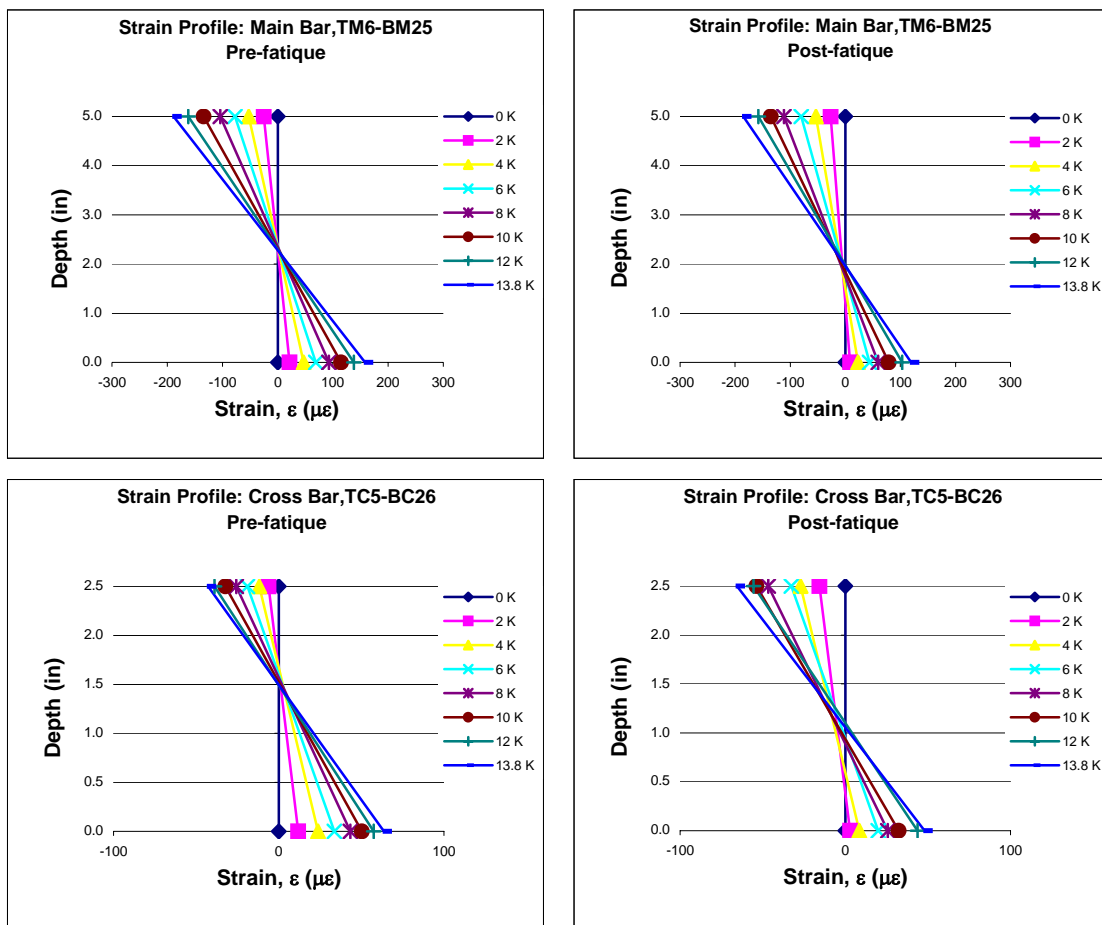 Strain Profile: Main Bar,TM6-BM25
Pre-fatique
5.0
4.0
3.0
2.0
1.0
0.0
Depth (in)
-300
-200
-100
0
100
200
300
Strain, ε (με)
0 K
2 K
4 K
6 K
8 K
10 K
12 K
13.8 K
Strain Profile: Main Bar,TM6-BM25
Post-fatique
5.0
4.0
3.0
2.0
1.0
0.0
Depth (in)
-300
-200
-100
0
100
200
300
Strain, ε (με)
0 K
2 K
4 K
6 K
8 K
10 K
12 K
13.8 K
Strain Profile: Cross Bar,TC5-BC26
Pre-fatique
2.5
2.0
1.5
1.0
0.5
0.0
Depth (in)
-100
0
100
Strain, ε (με)
0 K
2 K
4 K
6 K
8 K
10 K
12 K
13.8 K
Strain Profile: Cross Bar,TC5-BC26
Post-fatique
2.5
2.0
1.5
1.0
0.5
0.0
Depth (in)
-100
0
100
Strain, ε (με)
0 K
2 K
4 K
6 K
8 K
10 K
12 K
13.8 K